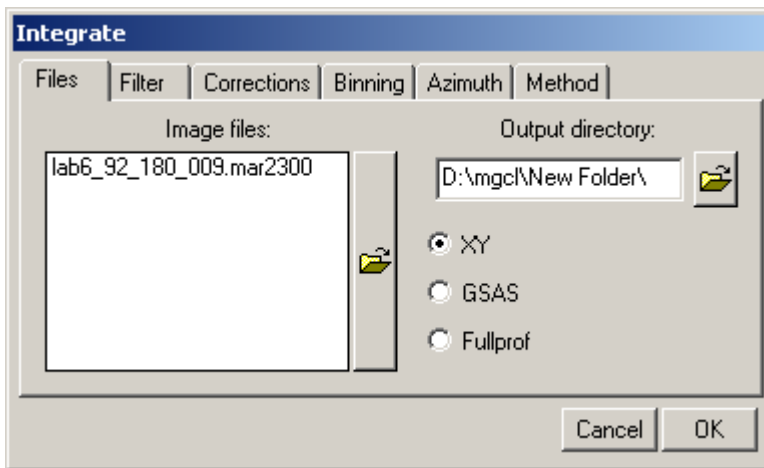 Integrate
Files Filter Corrections Binning Azimuth Method
Image files:
lab6_92_180_009.mar2300
Output directory:
D:\mgcl\New Folder\
XY
GSAS
Fullprof
Cancel OK